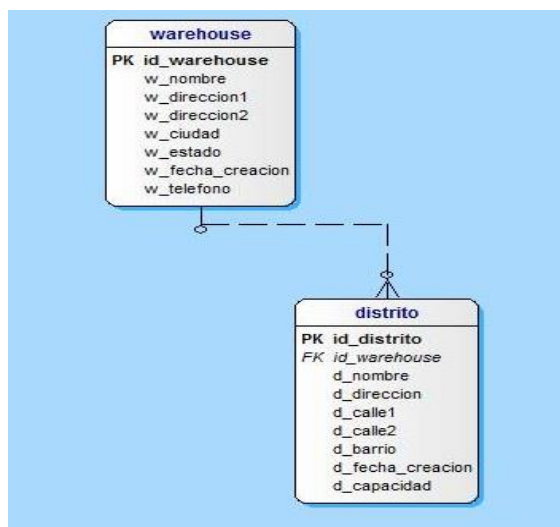 warehouse
PK id_warehouse
w_nombre
w_direccion1
w_direccion2
w_ciudad
w_estado
w_fecha_creacion
w_telefono
distrito
PK id_distrito
FK id_warehouse
d_nombre
d_direccion
d_calle1
d_calle2
d_barrio
d_fecha_creacion
d_capacidad